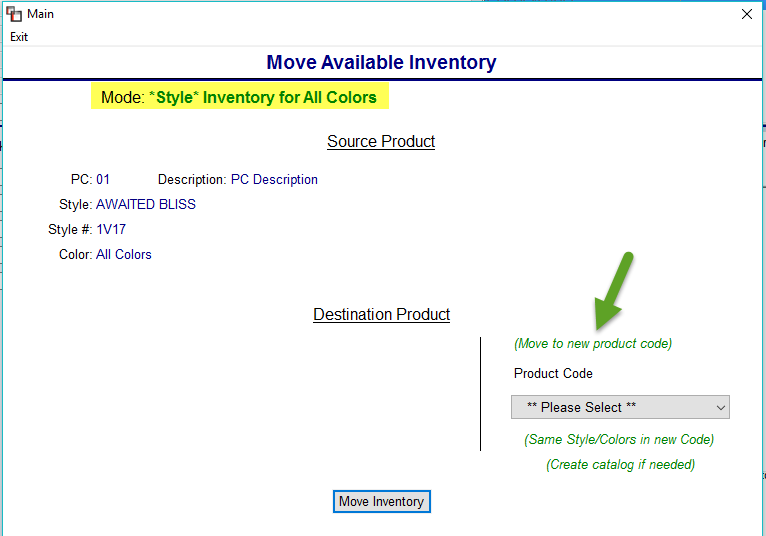 Main
Exit
Move Available Inventory
Mode: *Style* Inventory for All Colors
Source Product
PC: 01 Description: PC Description
Style: AWAITED BLISS
Style #: 1V17
Color: All Colors
Destination Product
(Move to new product code)
Product Code
** Please Select **
(Same Style/Colors in new Code)
(Create catalog if needed)
Move Inventory